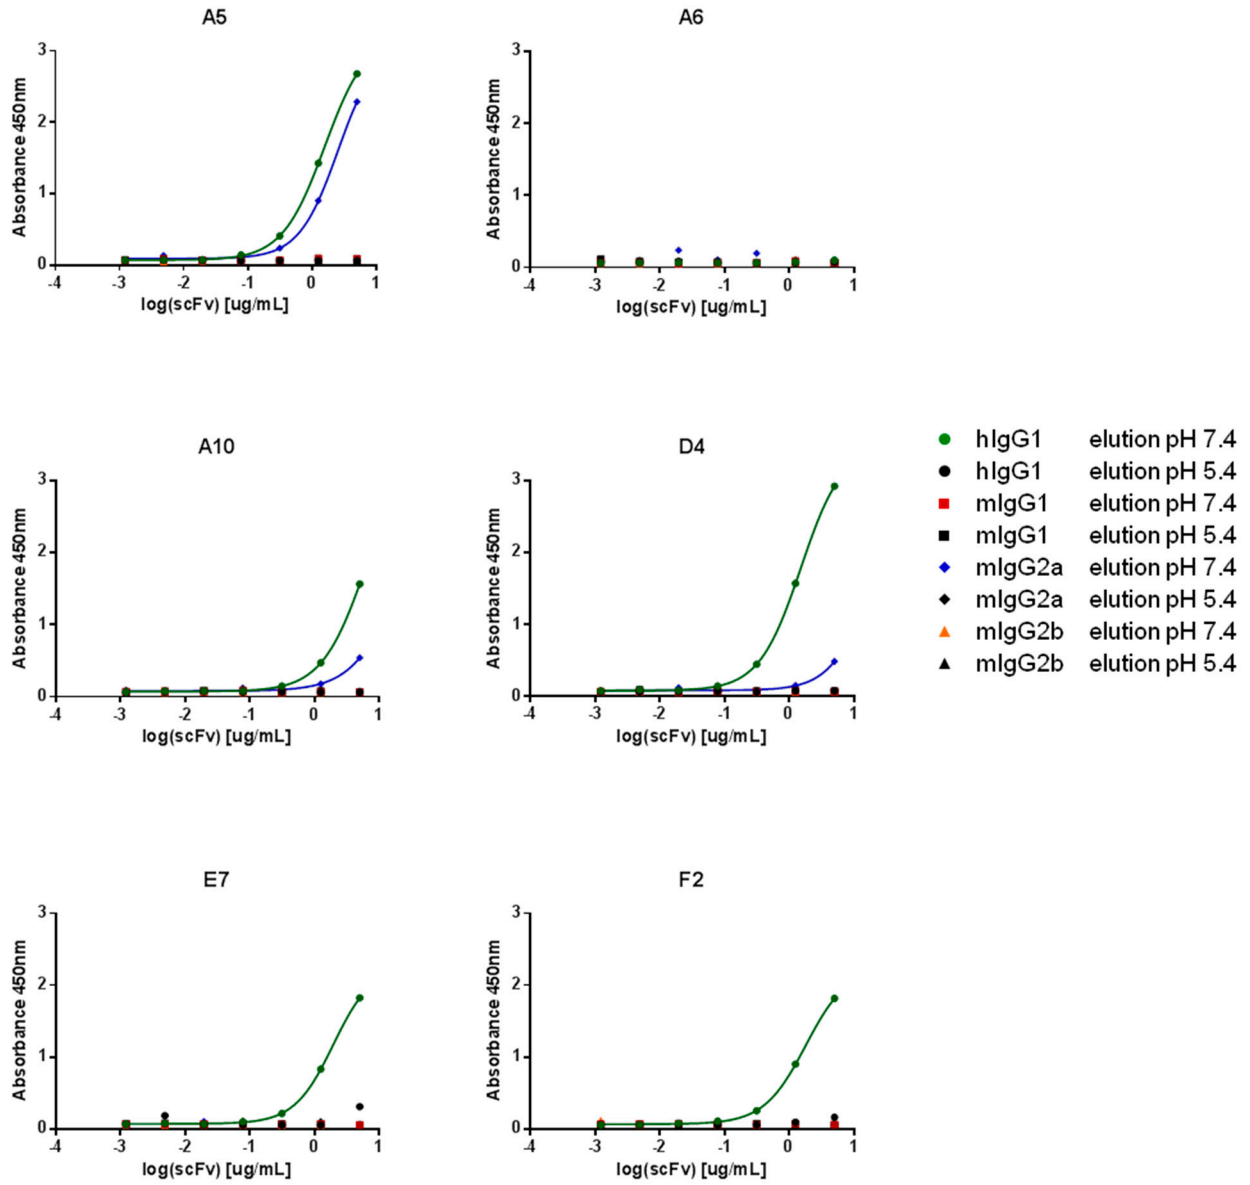 A5
3
2
1
0
Absorbance 450nm
-4
-3
-2
-1
0
1
log(scFv) [ug/mL]
A6
3
2
1
0
Absorbance 450nm
-4
-3
-2
-1
0
1
log(scFv) [ug/mL]
A10
3
2
1
0
Absorbance 450nm
-4
-3
-2
-1
0
1
log(scFv) [ug/mL]
D4
3
2
1
0
Absorbance 450nm
-4
-3
-2
-1
0
1
log(scFv) [ug/mL]
hIgG1 elution pH 7.4
hIgG1 elution pH 5.4
mIgG1 elution pH 7.4
mIgG1 elution pH 5.4
mIgG2a elution pH 7.4
mIgG2a elution pH 5.4
mIgG2b elution pH 7.4
mIgG2b elution pH 5.4
E7
3
2
1
0
Absorbance 450nm
-4
-3
-2
-1
0
1
log(scFv) [ug/mL]
F2
3
2
1
0
Absorbance 450nm
-4
-3
-2
-1
0
1
log(scFv) [ug/mL]